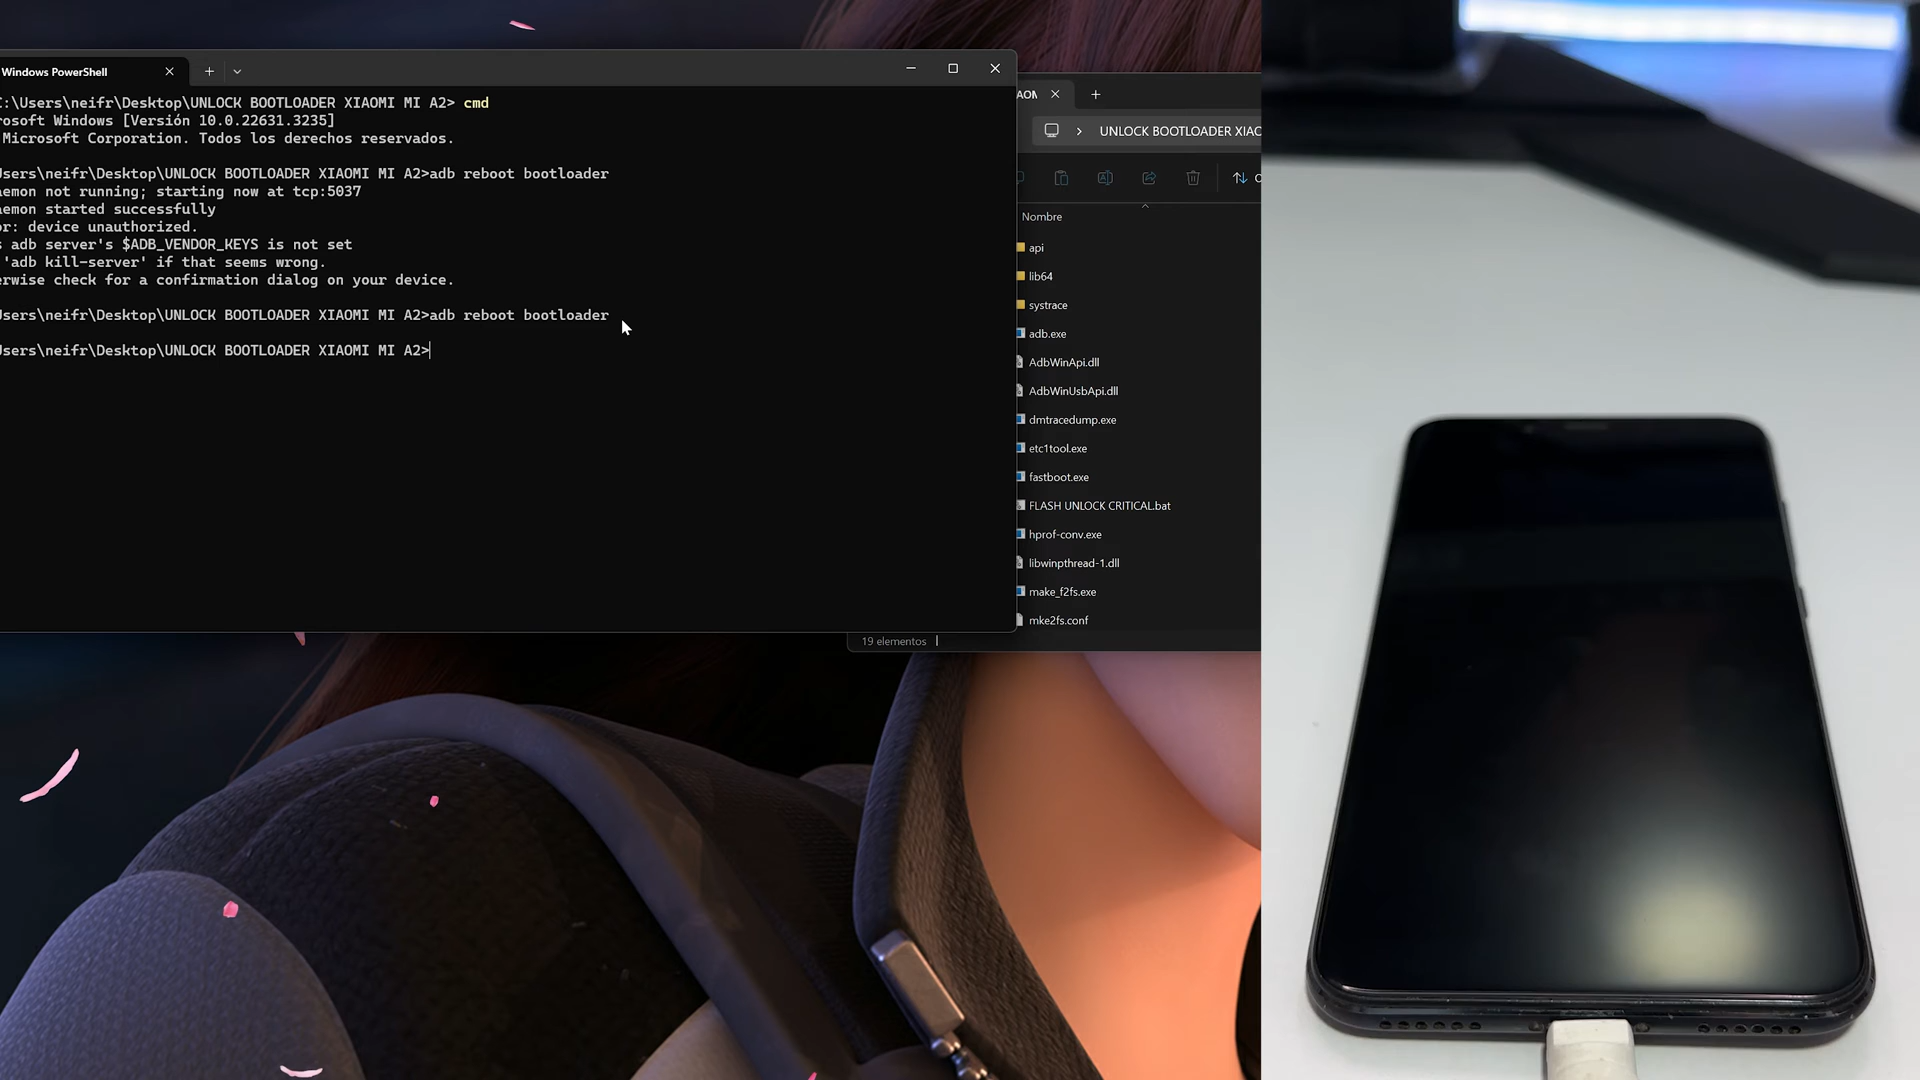 Windows PowerShell
:\Users\neifr\Desktop\UNLOCK BOOTLOADER XIAOMI MI A2> cmd
rosoft Windows [Versión 10.0.22631.3235]
Microsoft Corporation. Todos los derechos reservados.
sers\neifr\Desktop\UNLOCK BOOTLOADER XIAOMI MI A2>adb reboot bootloader
aemon not running; starting now at tcp:5037
aemon started successfully
or: device unauthorized.
s adb server's $ADB_VENDOR_KEYS is not set
'adb kill-server' if that seems wrong.
erwise check for a confirmation dialog on your device.
sers\neifr\Desktop\UNLOCK BOOTLOADER XIAOMI MI A2>adb reboot bootloader
sers\neifr\Desktop\UNLOCK BOOTLOADER XIAOMI MI A2>
AOM
UNLOCK BOOTLOADER XIAO
Nombre
api
lib64
systrace
adb.exe
AdbWinApi.dll
AdbWinUsbApi.dll
dmtracedump.exe
etc1tool.exe
fastboot.exe
FLASH UNLOCK CRITICAL.bat
hprof-conv.exe
libwinpthread-1.dll
make_f2fs.exe
mke2fs.conf
19 elementos